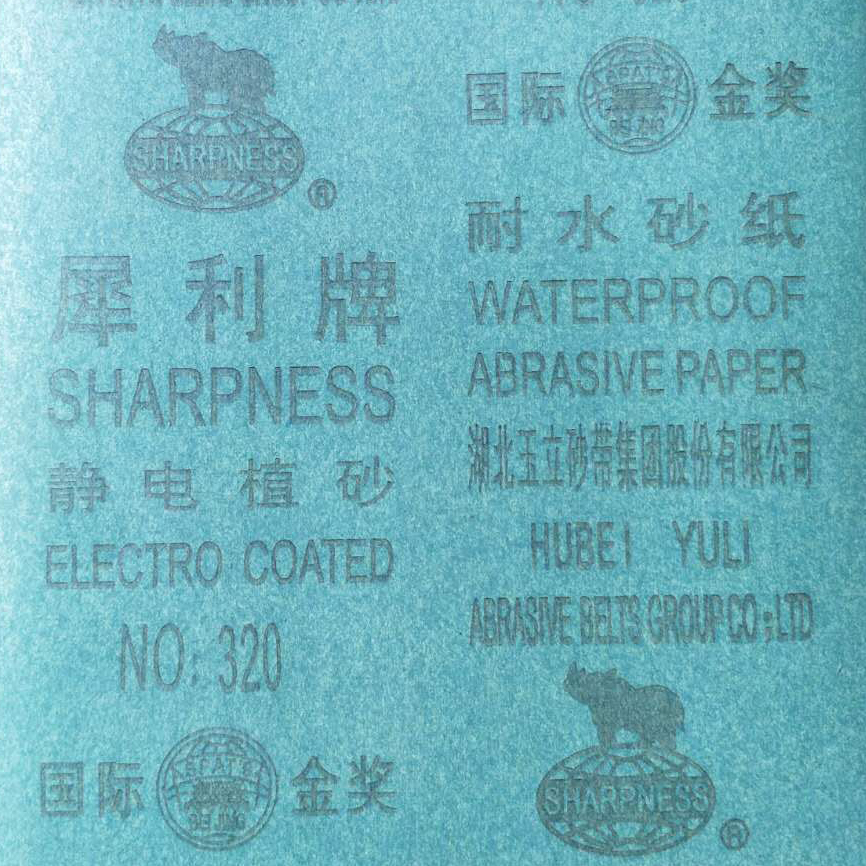 SHARPNESS
®
犀利牌
SHARPNESS
静电植砂
ELECTRO COATED
NO: 320
国际 金奖
BEIJING
国际 金奖
BEIJING
耐水砂纸
WATERPROOF
ABRASIVE PAPER
湖北玉立砂带集团股份有限公司
HUBEI YULI
ABRASIVE BELTS GROUP CO;LTD
SHARPNESS
®